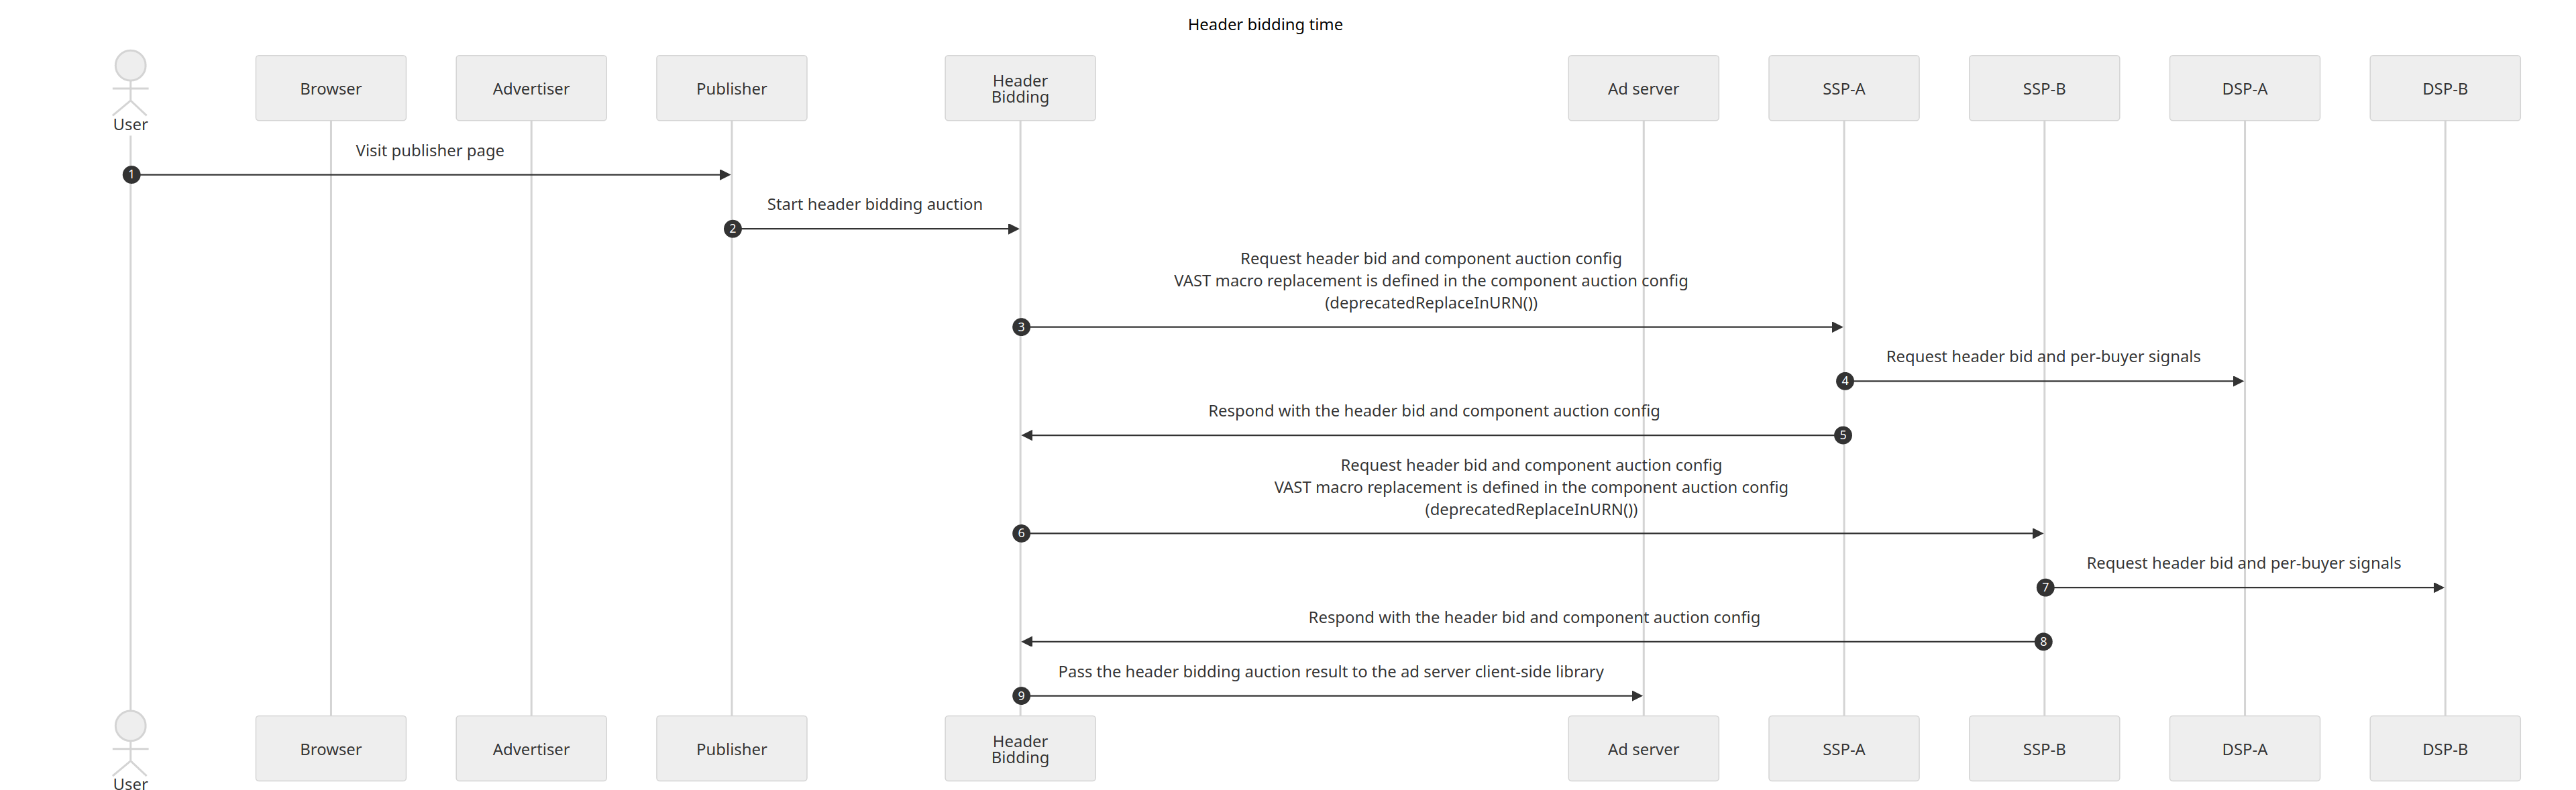 Header bidding time
User
Browser
Advertiser
Publisher
Header
Bidding
Ad server
SSP-A
SSP-B
DSP-A
DSP-B
Visit publisher page
1
Start header bidding auction
2
Request header bid and component auction config
VAST macro replacement is defined in the component auction config
(deprecatedReplaceInURN())
3
Request header bid and per-buyer signals
4
Respond with the header bid and component auction config
5
Request header bid and component auction config
VAST macro replacement is defined in the component auction config
(deprecatedReplaceInURN())
6
Request header bid and per-buyer signals
7
Respond with the header bid and component auction config
8
Pass the header bidding auction result to the ad server client-side library
9
User
Browser
Advertiser
Publisher
Header
Bidding
Ad server
SSP-A
SSP-B
DSP-A
DSP-B